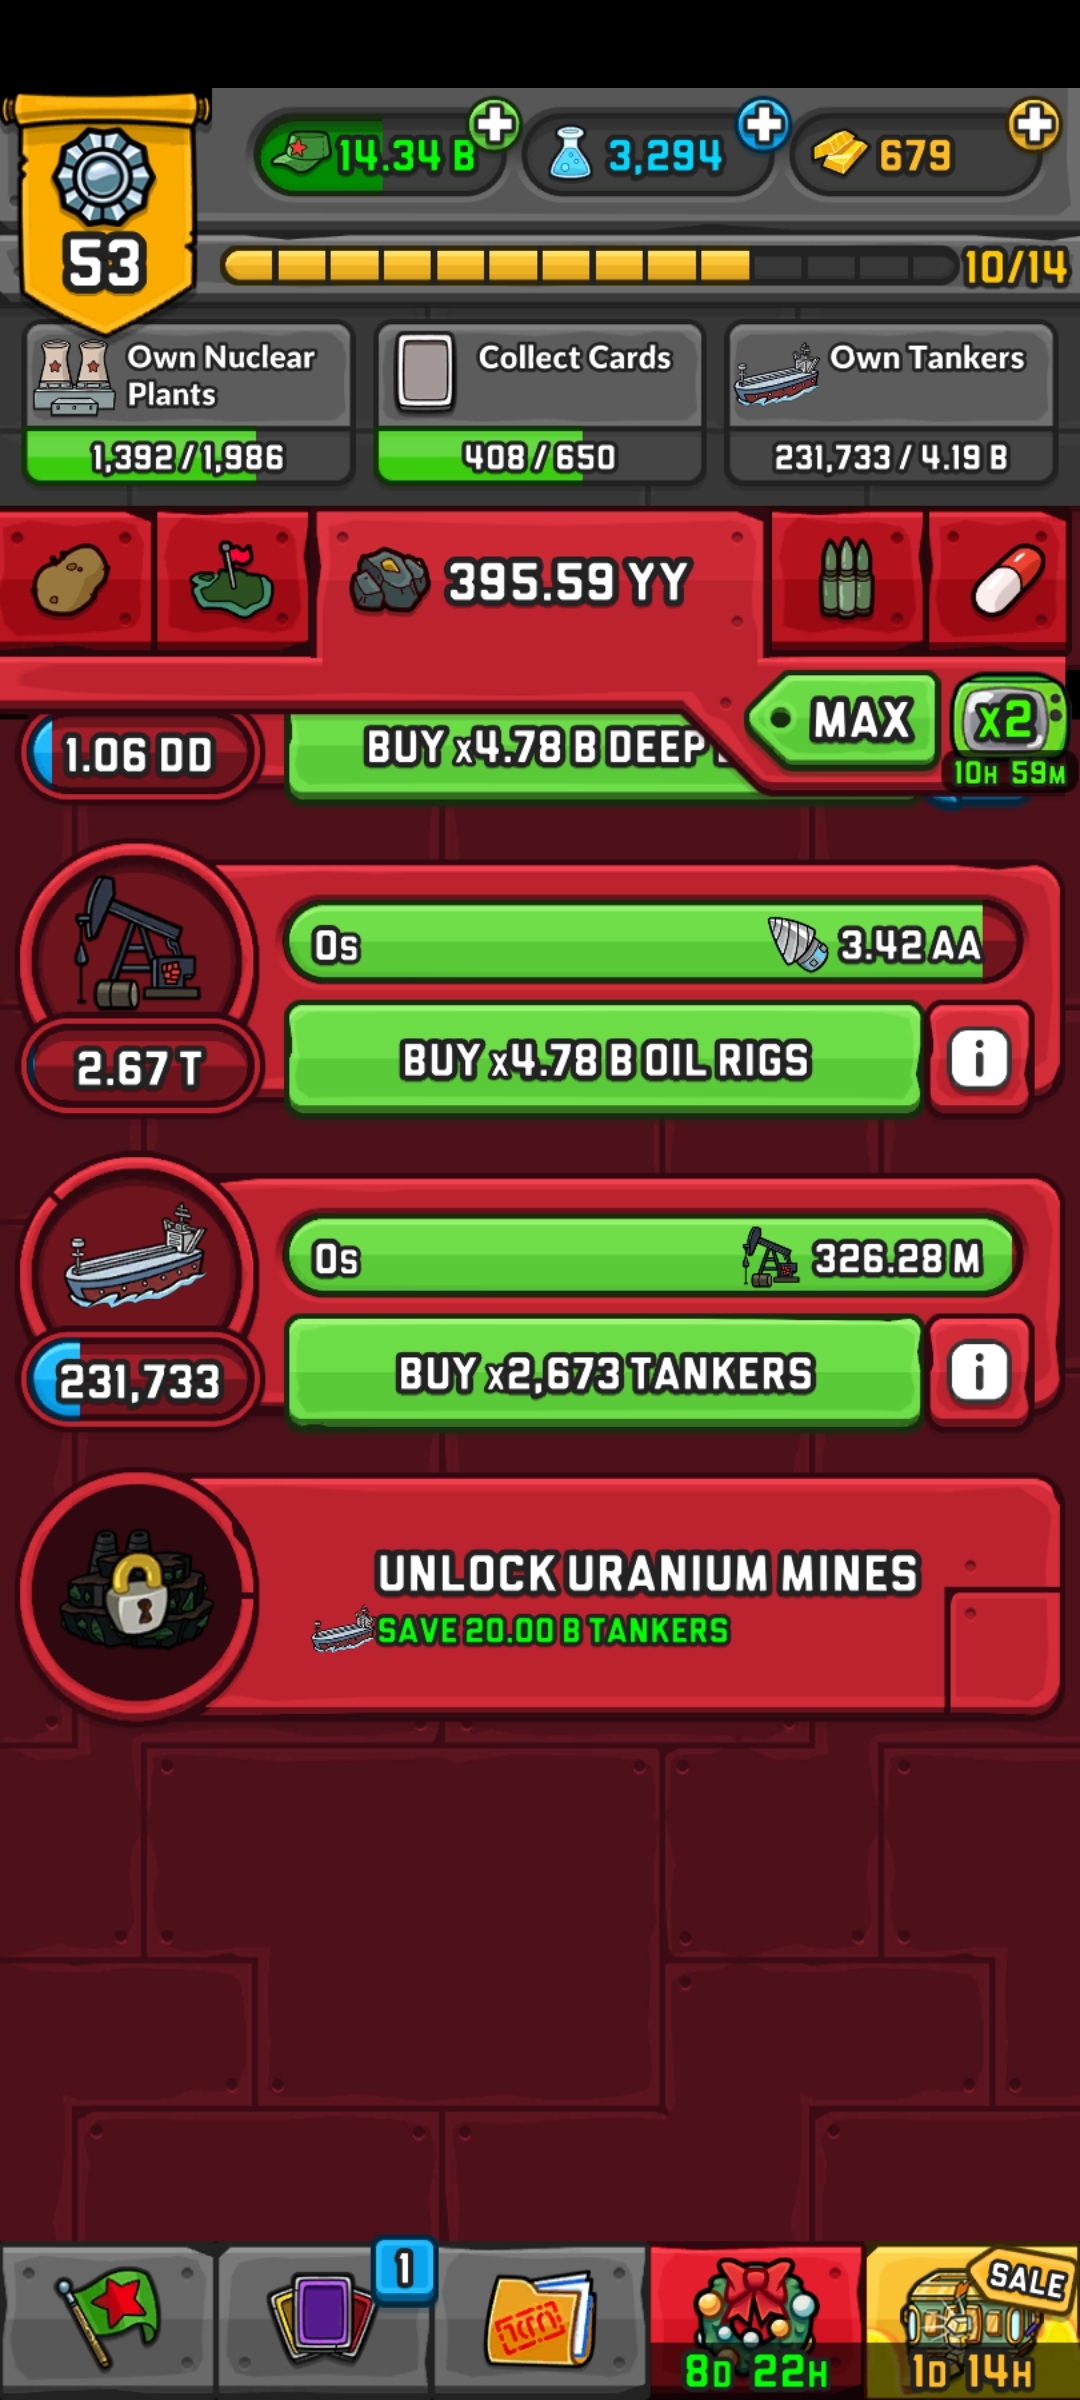 14.34 B
3,294
679
53
10/14
Own Nuclear
Plants
Collect Cards
Own Tankers
1,392/1,986
408/650
231,733/4.19 B
395.59 YY
MAX
x2
10H 59M
1.06 DD
BUY x4.78 B DEEP
0s
3.42 AA
2.67 T
BUY x4.78 B OIL RIGS
i
0s
326.28 M
231,733
BUY x2,673 TANKERS
i
UNLOCK URANIUM MINES
SAVE 20.00 B TANKERS
1
SALE
8D 22H
1D 14H